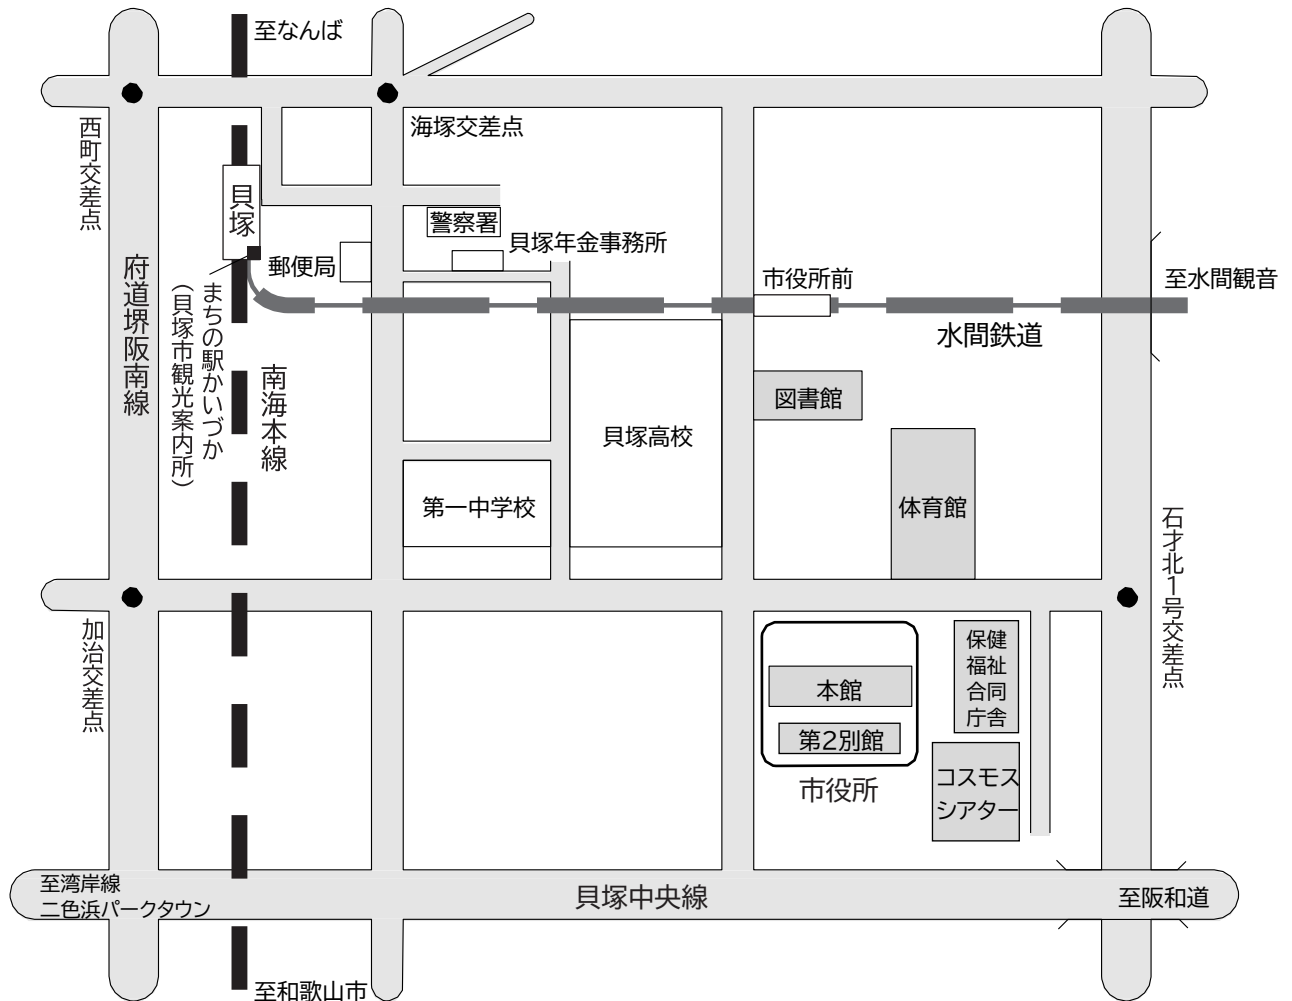 至なんば
西町交差点
海塚交差点
貝塚
警察署
貝塚年金事務所
郵便局
市役所前
至水間観音
水間鉄道
府道堺阪南線
まちの駅かいづか
(貝塚市観光案内所)
南海本線
図書館
貝塚高校
体育館
第一中学校
石才北1号交差点
加治交差点
保健
福祉
合同
庁舎
本館
第2別館
市役所
コスモス
シアター
至湾岸線
二色浜パークタウン
貝塚中央線
至阪和道
至和歌山市